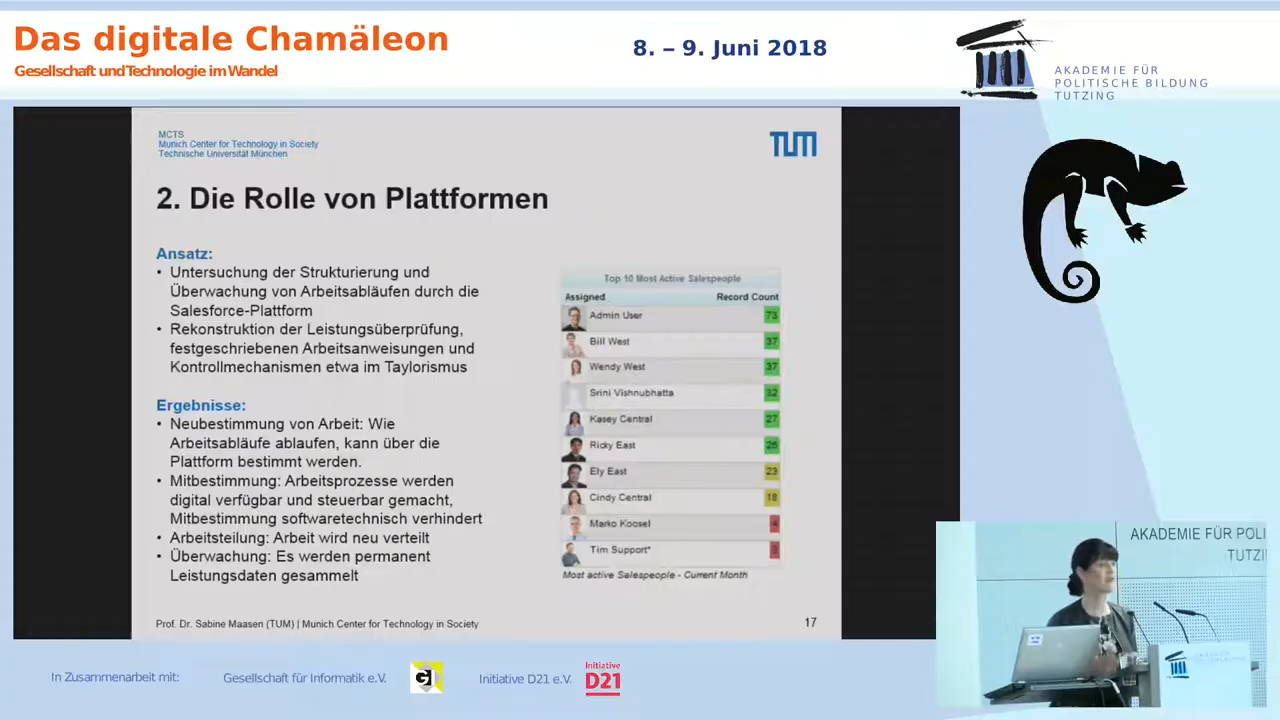 Das digitale Chamäleon
Gesellschaft und Technologie im Wandel
8. – 9. Juni 2018
AKADEMIE FÜR
POLITISCHE BILDUNG
TUTZING
MCTS
Munich Center for Technology in Society
Technische Universität München
TUM
2. Die Rolle von Plattformen
Ansatz:
• Untersuchung der Strukturierung und
Überwachung von Arbeitsabläufen durch die
Salesforce-Plattform
• Rekonstruktion der Leistungsüberprüfung,
festgeschriebenen Arbeitsanweisungen und
Kontrollmechanismen etwa im Taylorismus
Ergebnisse:
• Neubestimmung von Arbeit: Wie
Arbeitsabläufe ablaufen, kann über die
Plattform bestimmt werden.
• Mitbestimmung: Arbeitsprozesse werden
digital verfügbar und steuerbar gemacht,
Mitbestimmung softwaretechnisch verhindert
• Arbeitsteilung: Arbeit wird neu verteilt
• Überwachung: Es werden permanent
Leistungsdaten gesammelt
Top 10 Most Active Salespeople
Assigned Record Count
Admin User 73
Bill West 37
Wendy West 37
Srini Vishnubhatta 32
Kasey Central 27
Ricky East
Ely East 23
Cindy Central 18
Marko Koosel 4
Tim Support*
Most active Salespeople - Current Month
Prof. Dr. Sabine Maasen (TUM) | Munich Center for Technology in Society
17
AKADEMIE FÜR POLI
TUTZI
In Zusammenarbeit mit:
Gesellschaft für Informatik e.V.
GI
Initiative D21 e.V.
Initiative
D21